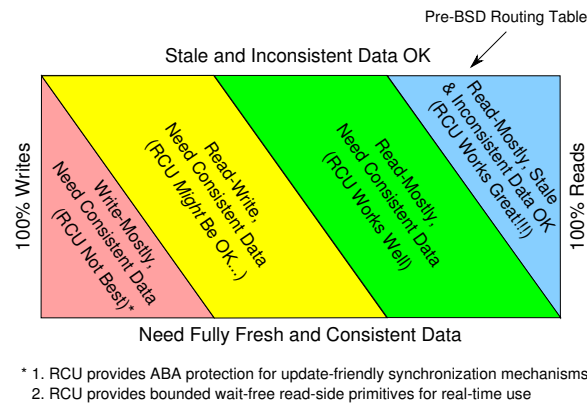 Pre-BSD Routing Table
Stale and Inconsistent Data OK
100% Writes
Write-Mostly,
Need Consistent Data
(RCU Not Best)*
Read-Write,
Need Consistent Data
(RCU Might Be OK...)
Read-Mostly,
Need Consistent Data
(RCU Works Well)
Read-Mostly, Stale
& Inconsistent Data OK
(RCU Works Great!!!)
100% Reads
Need Fully Fresh and Consistent Data
* 1. RCU provides ABA protection for update-friendly synchronization mechanisms
2. RCU provides bounded wait-free read-side primitives for real-time use